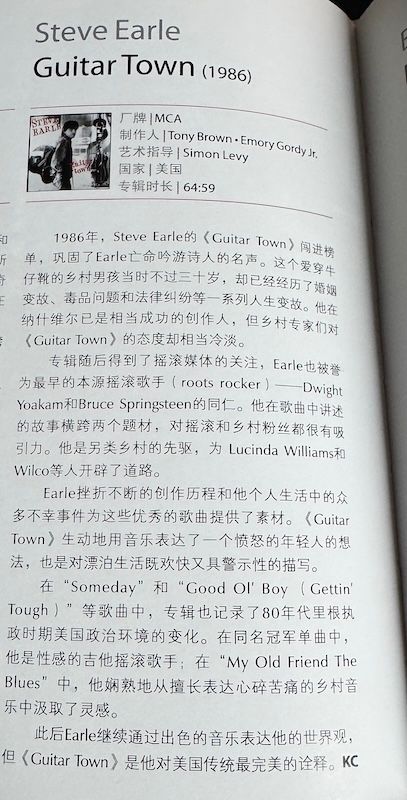 Steve Earle
Guitar Town (1986)
STEVE
EARLE
guitar
town
厂牌|MCA
制作人|Tony Brown • Emory Gordy Jr.
艺术指导|Simon Levy
国家|美国
专辑时长|64:59
1986年，Steve Earle的《Guitar Town》闯进榜
单，巩固了Earle亡命吟游诗人的名声。这个爱穿牛
仔靴的乡村男孩当时不过三十岁，却已经经历了婚姻
变故、毒品问题和法律纠纷等一系列人生变故。他在
纳什维尔已是相当成功的创作人，但乡村专家们对
《Guitar Town》的态度却相当冷淡。
专辑随后得到了摇滚媒体的关注，Earle也被誉
为最早的本源摇滚歌手（roots rocker）——Dwight
Yoakam和Bruce Springsteen的同仁。他在歌曲中讲述
的故事横跨两个题材，对摇滚和乡村粉丝都很有吸
引力。他是另类乡村的先驱，为 Lucinda Williams和
Wilco等人开辟了道路。
Earle挫折不断的创作历程和他个人生活中的众
多不幸事件为这些优秀的歌曲提供了素材。《Guitar
Town》生动地用音乐表达了一个愤怒的年轻人的想
法，也是对漂泊生活既欢快又具警示性的描写。
在“Someday”和“Good Ol' Boy（Gettin'
Tough）”等歌曲中，专辑也记录了80年代里根执
政时期美国政治环境的变化。在同名冠军单曲中，
他是性感的吉他摇滚歌手；在“My Old Friend The
Blues”中，他娴熟地从擅长表达心碎苦痛的乡村音
乐中汲取了灵感。
此后Earle继续通过出色的音乐表达他的世界观，
但《Guitar Town》是他对美国传统最完美的诠释。KC